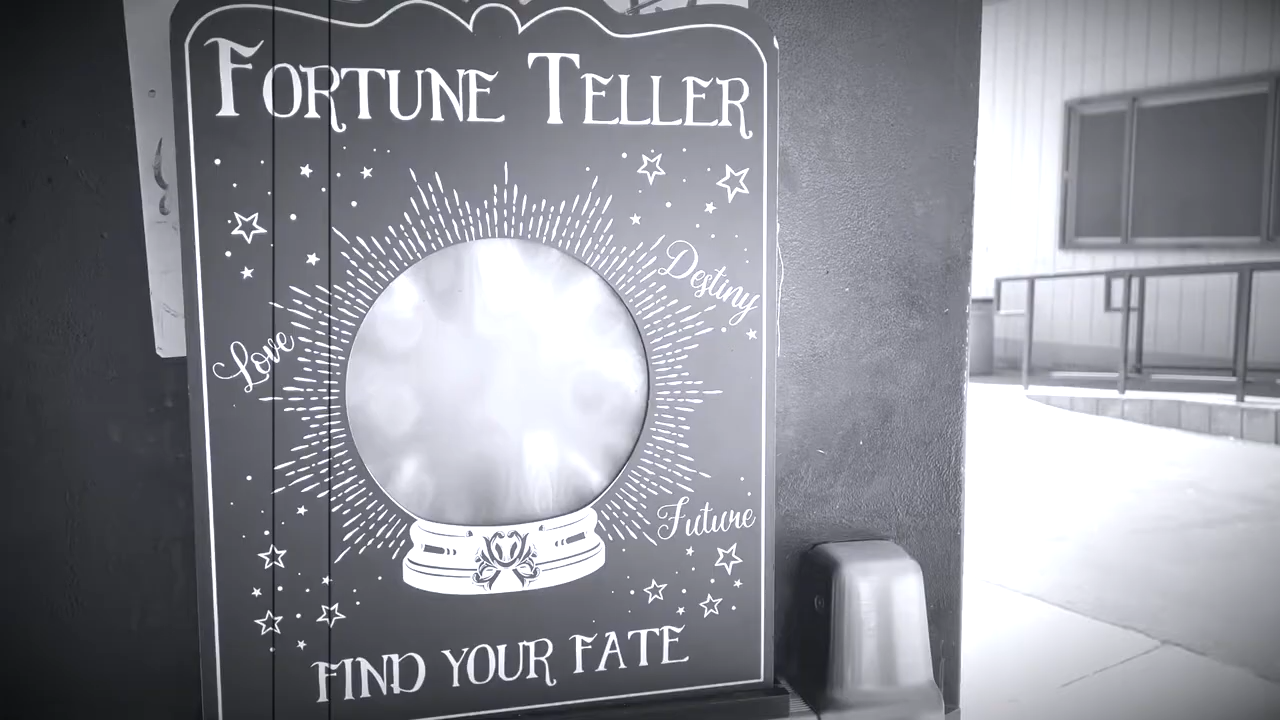 FORTUNE TELLER
Destiny
Love
Future
FIND YOUR FATE